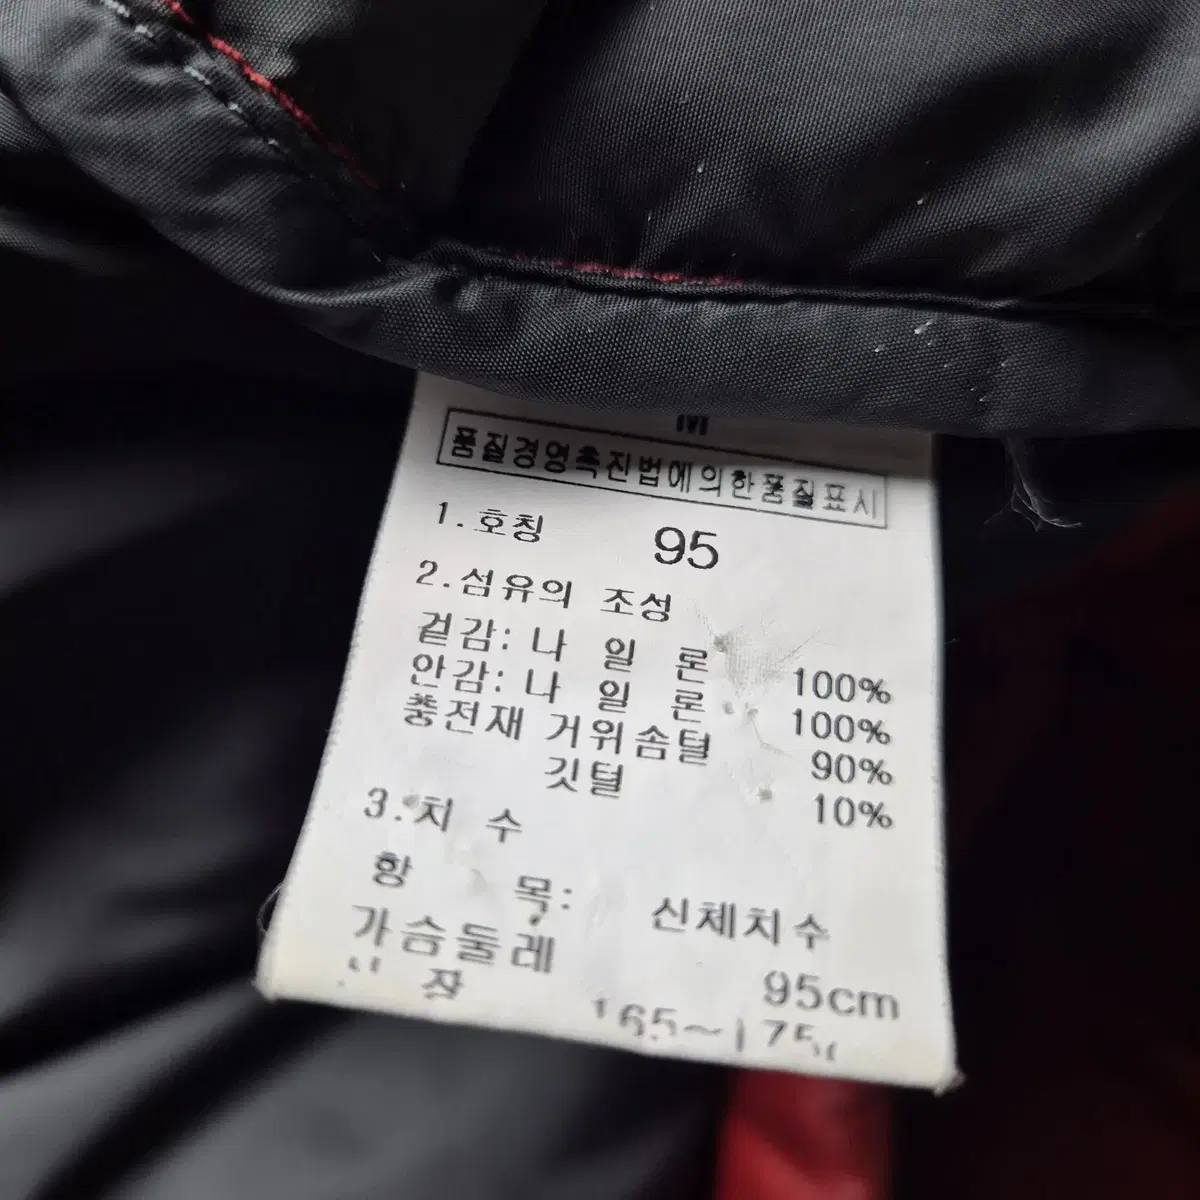 M
품질경영촉진법에의한품질표시
1.호칭 95
2.섬유의 조성
겉감: 나 일 론 100%
안감: 나 일 론 100%
충전재 거위솜털 90%
깃털 10%
3.치 수
항 목: 신체치수
가슴둘레 95cm
165~175